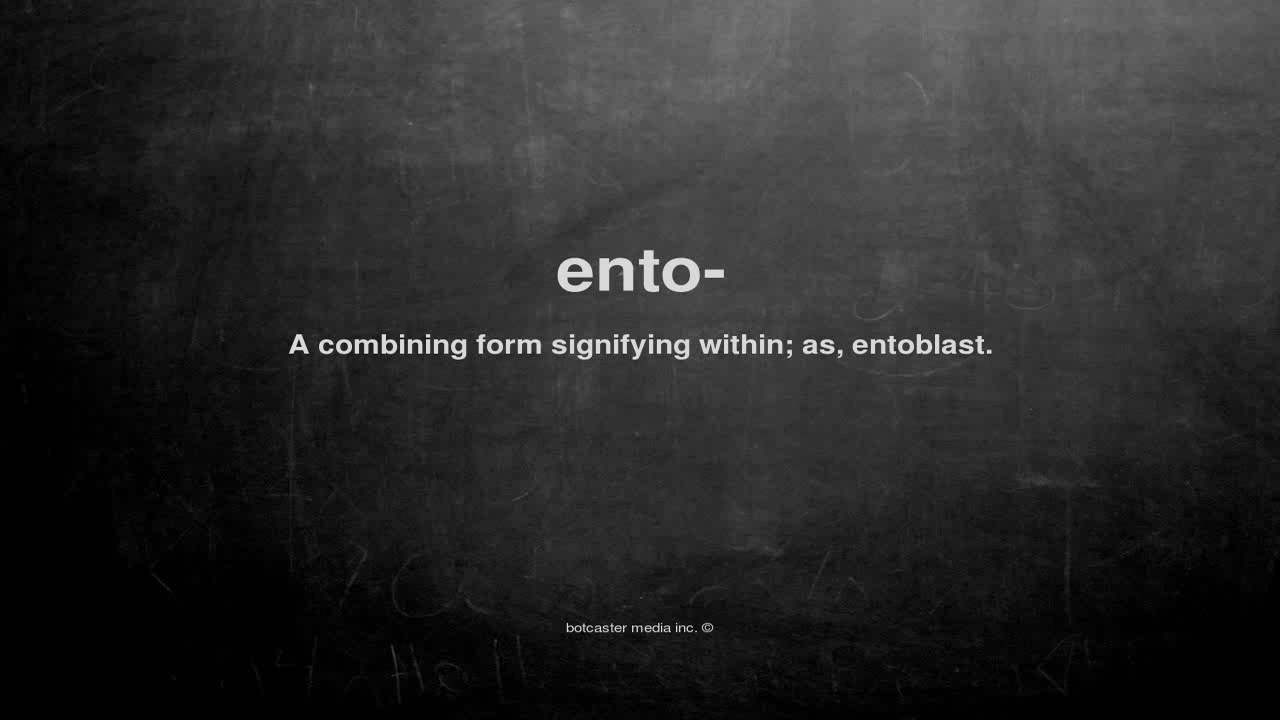 ento-
A combining form signifying within; as, entoblast.
botcaster media inc. ©